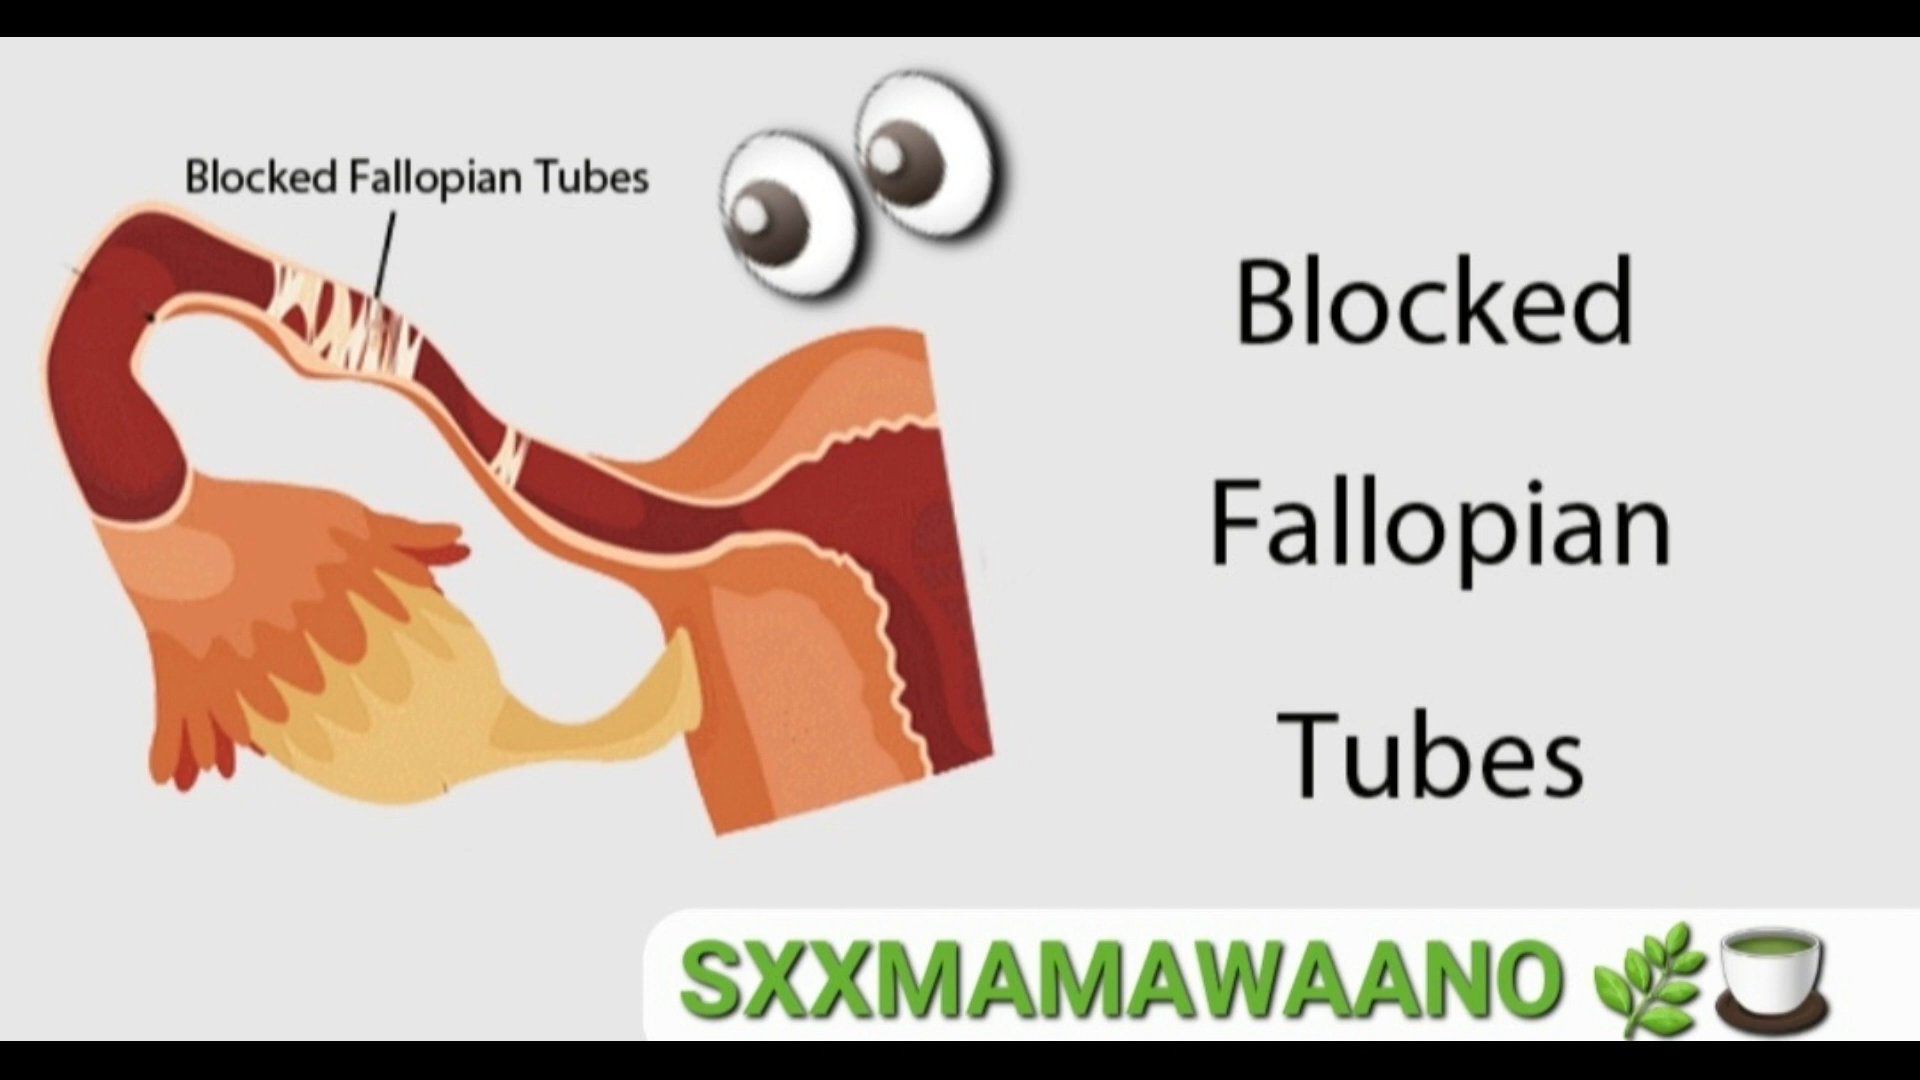 Blocked Fallopian Tubes
Blocked
Fallopian
Tubes
SXXMAMAWAANO